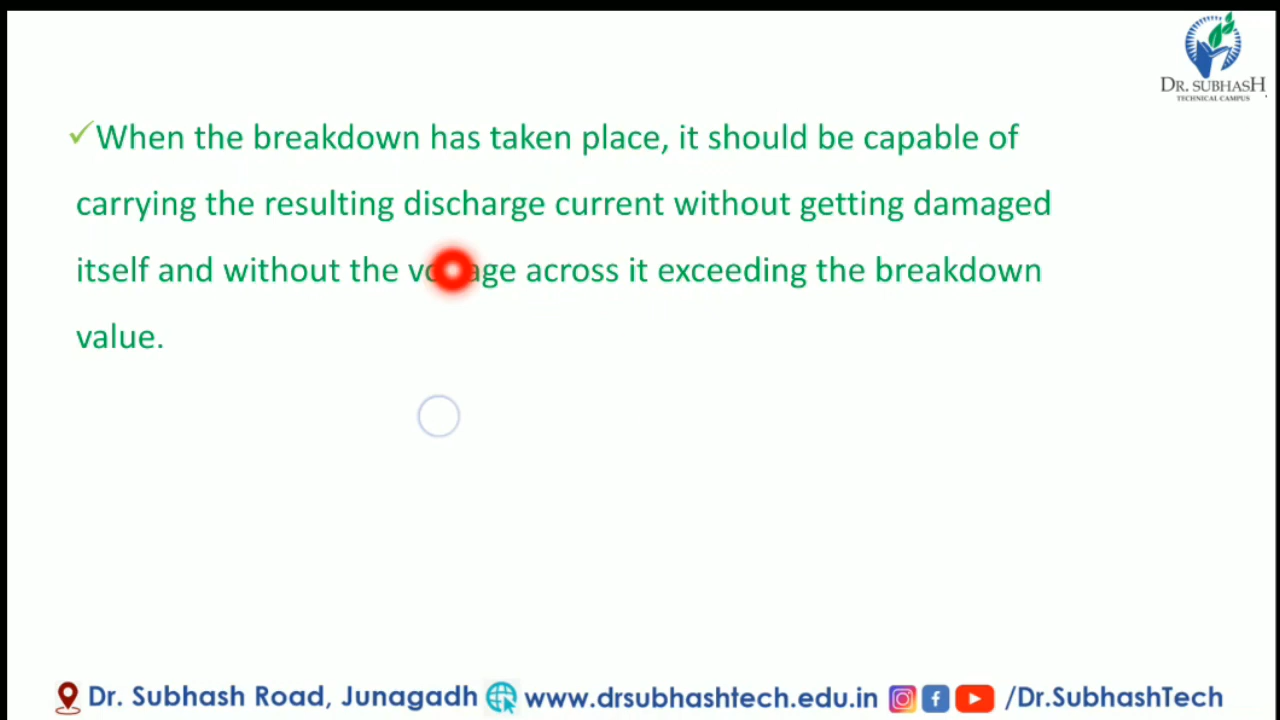 DR. SUBHASH
TECHNICAL CAMPUS
✓When the breakdown has taken place, it should be capable of
carrying the resulting discharge current without getting damaged
itself and without the voltage across it exceeding the breakdown
value.
Dr. Subhash Road, Junagadh www.drsubhashtech.edu.in /Dr.SubhashTech